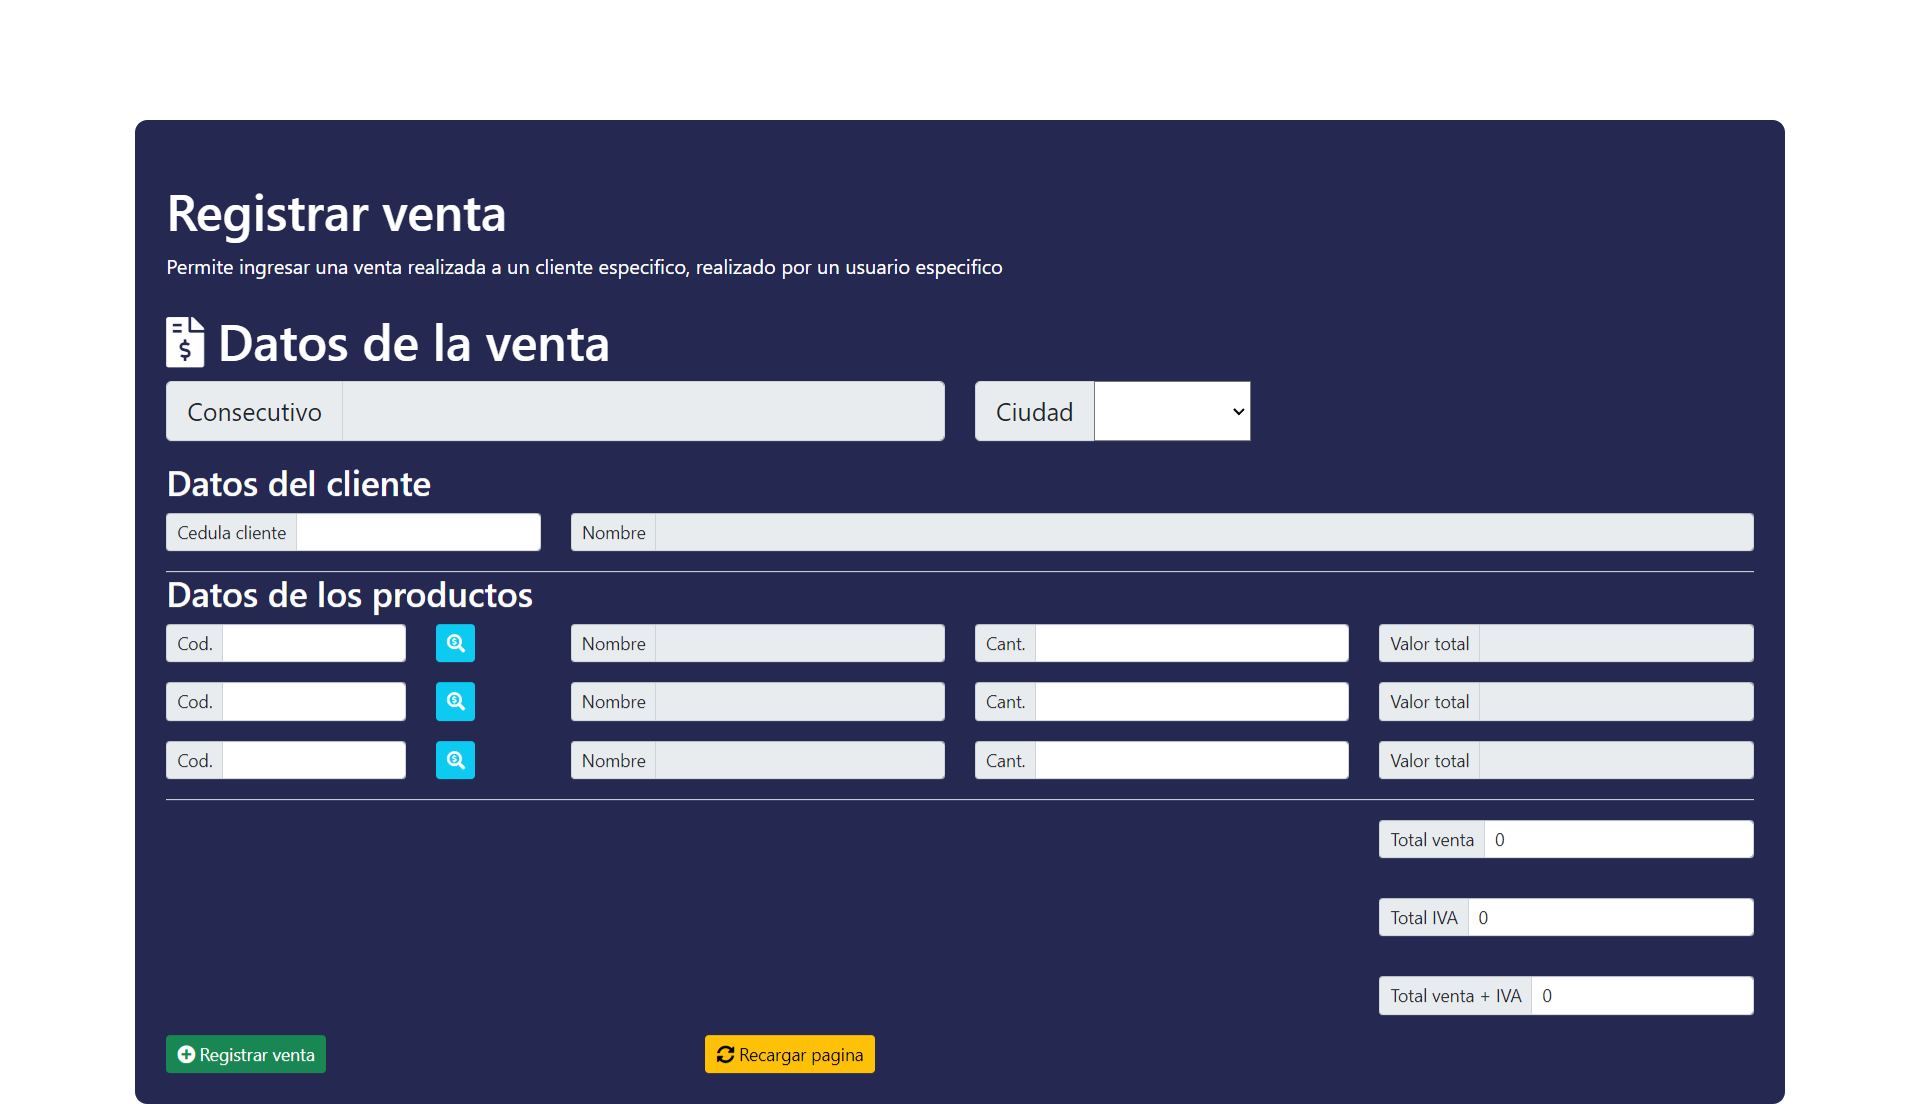 Registrar venta
Permite ingresar una venta realizada a un cliente especifico, realizado por un usuario especifico
Datos de la venta
Consecutivo Ciudad
Datos del cliente
Cedula cliente Nombre
Datos de los productos
Cod. Nombre Cant. Valor total
Cod. Nombre Cant. Valor total
Cod. Nombre Cant. Valor total
Total venta 0
Total IVA 0
Total venta + IVA 0
Registrar venta Recargar pagina